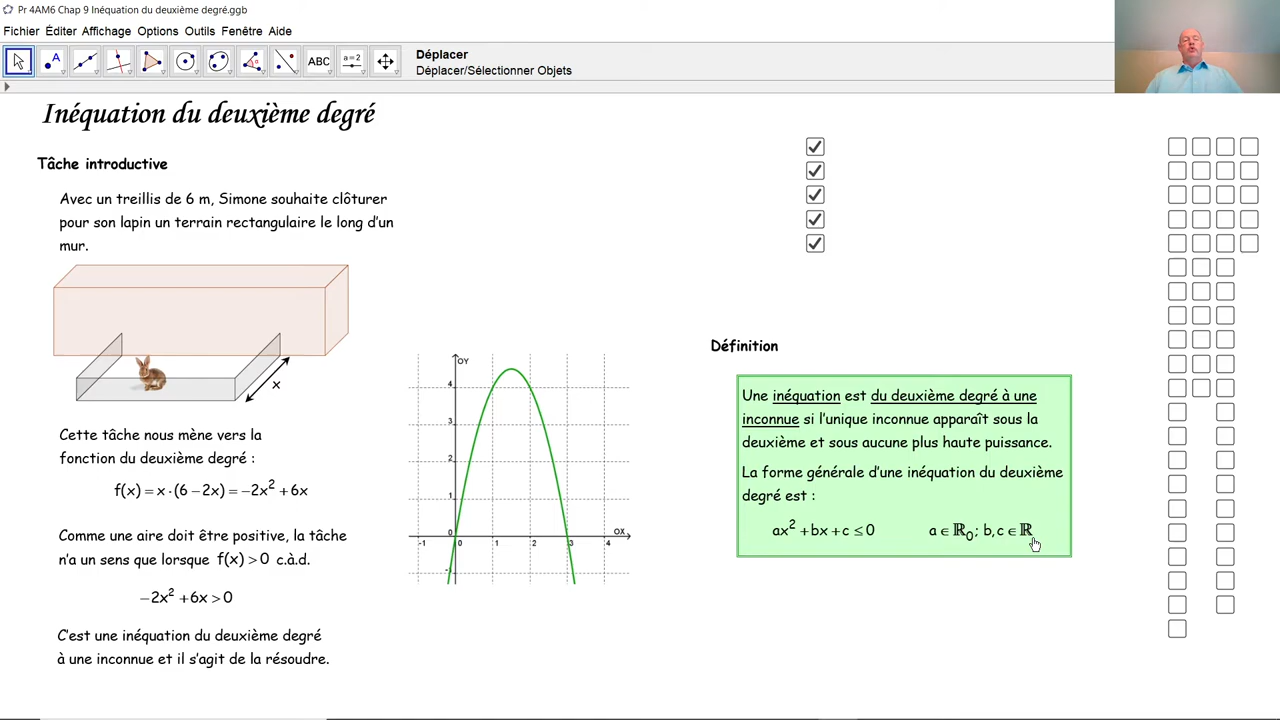 Pr 4AM6 Chap 9 Inéquation du deuxième degré.ggb
Fichier Éditer Affichage Options Outils Fenêtre Aide
A
ABC
a=2
Déplacer
Déplacer/Sélectionner Objets
Inéquation du deuxième degré
Tâche introductive
Avec un treillis de 6 m, Simone souhaite clôturer
pour son lapin un terrain rectangulaire le long d'un
mur.
x
Cette tâche nous mène vers la
fonction du deuxième degré :
f(x) = x·(6−2x) = −2x² + 6x
Comme une aire doit être positive, la tâche
n'a un sens que lorsque f(x) > 0 c.à.d.
−2x² + 6x > 0
C'est une inéquation du deuxième degré
à une inconnue et il s'agit de la résoudre.
OY
4
3
2
1
0
OX
-1 0 1 2 3 4
-1
Définition
Une inéquation est du deuxième degré à une
inconnue si l'unique inconnue apparaît sous la
deuxième et sous aucune plus haute puissance.
La forme générale d'une inéquation du deuxième
degré est :
ax² + bx + c ≤ 0 a ∈ ℝ₀; b, c ∈ ℝ